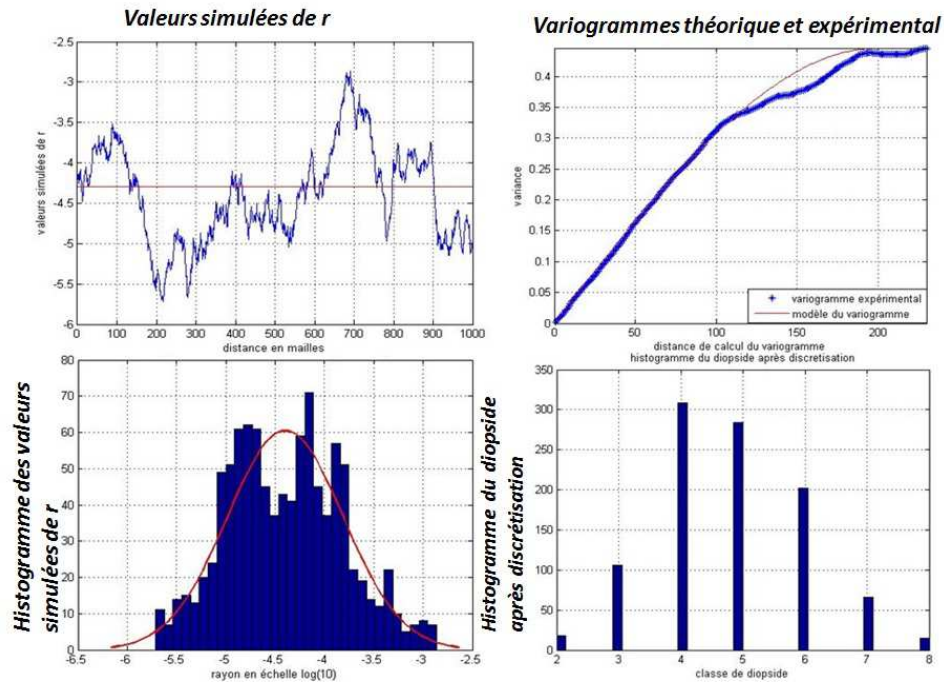 Valeurs simulées de r
Variogrammes théorique et expérimental
-2.5
-3
-3.5
-4
-4.5
-5
-5.5
-6
valeurs simulées de r
0 100 200 300 400 500 600 700 800 900 1000
distance en mailles
0.4
0.35
0.3
0.25
0.2
0.15
0.1
0.05
0
variance
variogramme expérimental
modèle du variogramme
0 50 100 150 200
distance de calcul du variogramme
histogramme du diopside après discretisation
Histogramme des valeurs
simulées de r
80
70
60
50
40
30
20
10
0
-6.5 -6 -5.5 -5 -4.5 -4 -3.5 -3 -2.5
rayon en échelle log(10)
Histogramme du diopside
après discrétisation
350
300
250
200
150
100
50
0
2 3 4 5 6 7 8
classe de diopside